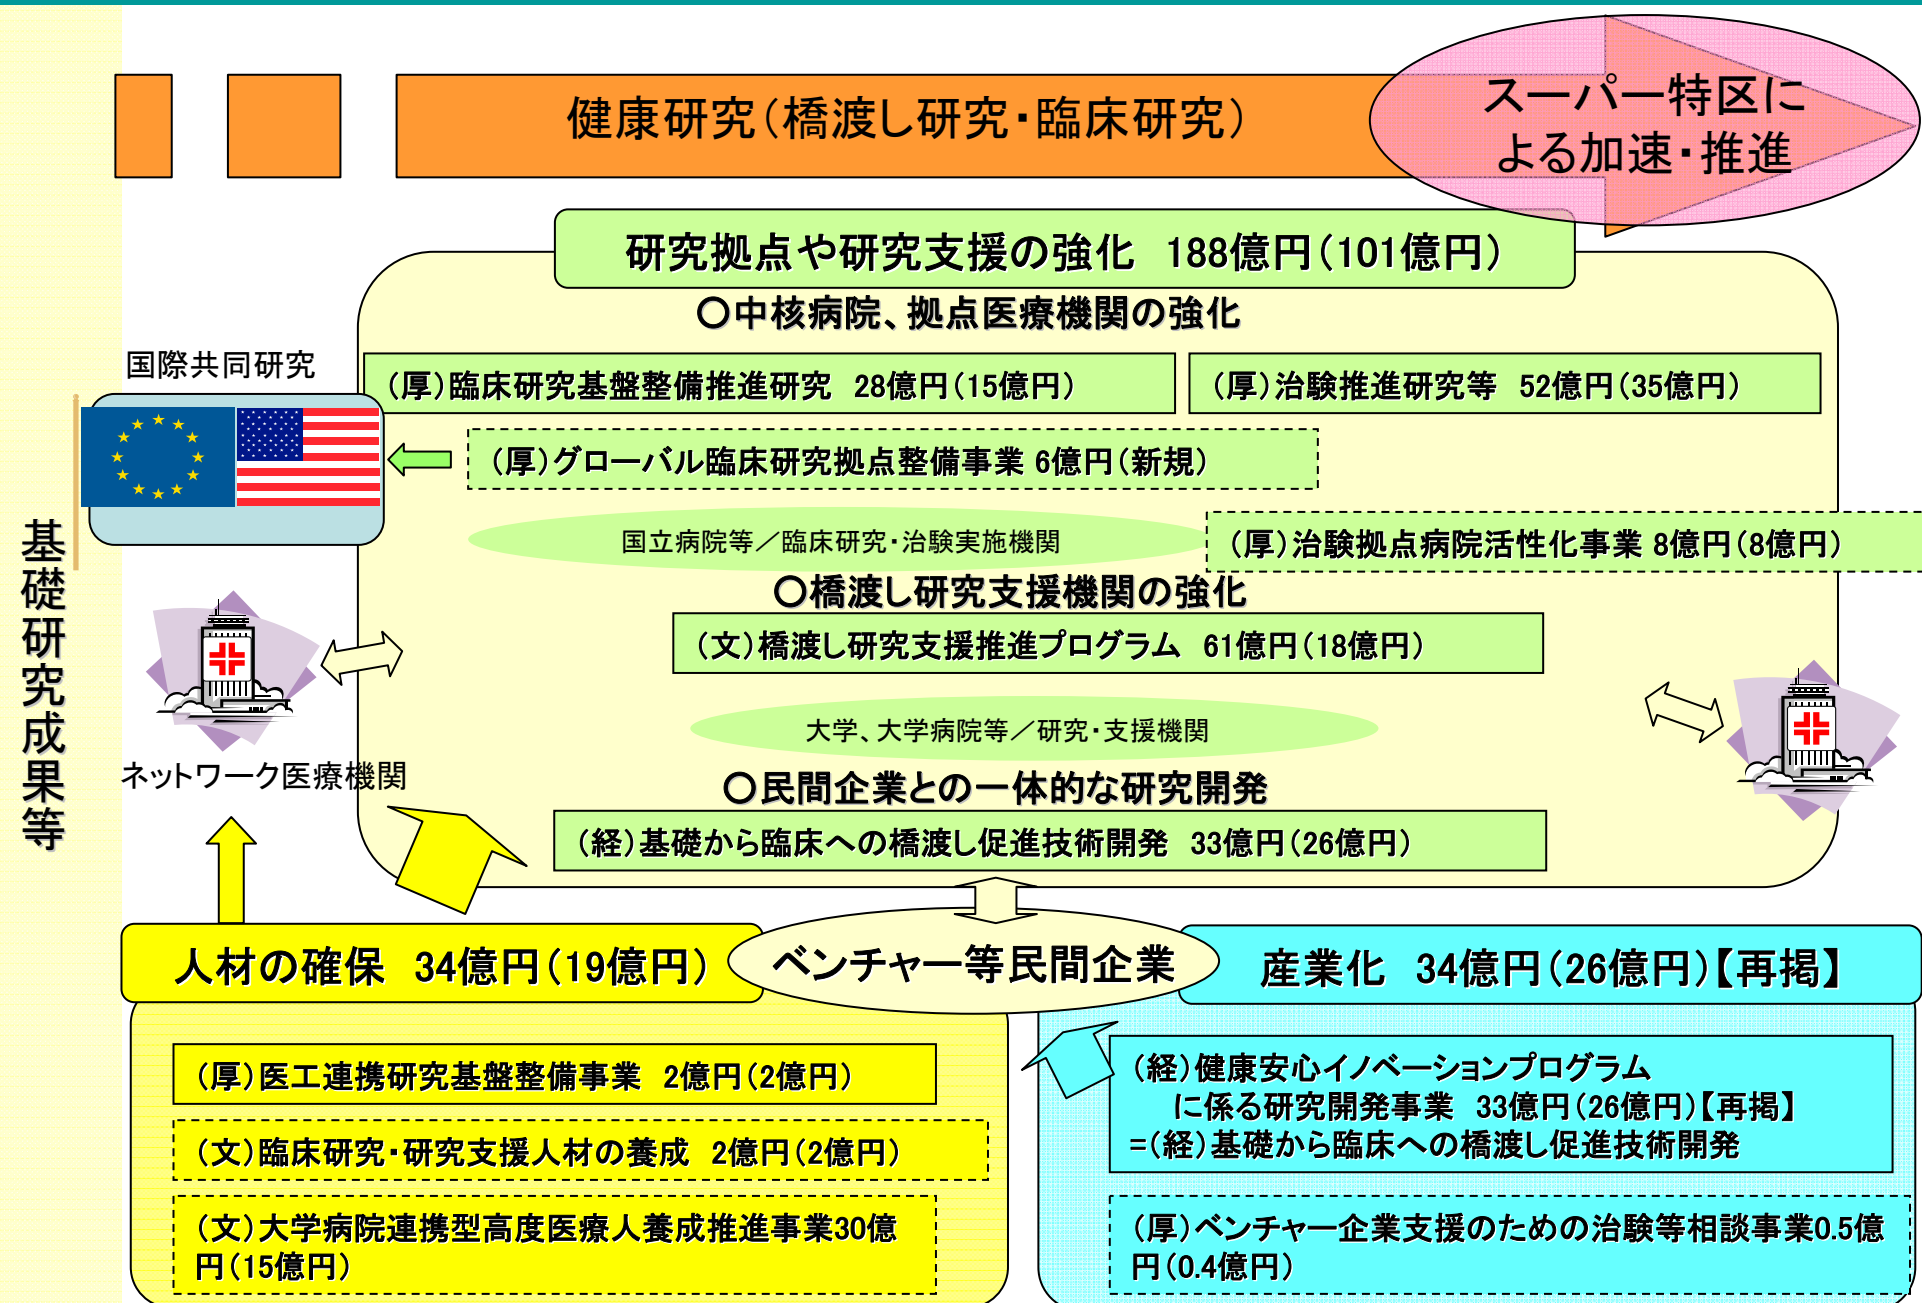 健康研究（橋渡し研究・臨床研究）
スーパー特区に
よる加速・推進
研究拠点や研究支援の強化　188億円（101億円）
○中核病院、拠点医療機関の強化
国際共同研究
（厚）臨床研究基盤整備推進研究　28億円（15億円）
（厚）治験推進研究等　52億円（35億円）
（厚）グローバル臨床研究拠点整備事業 6億円（新規）
国立病院等／臨床研究・治験実施機関
（厚）治験拠点病院活性化事業 8億円（8億円）
○橋渡し研究支援機関の強化
（文）橋渡し研究支援推進プログラム　61億円（18億円）
基礎研究成果等
大学、大学病院等／研究・支援機関
ネットワーク医療機関
○民間企業との一体的な研究開発
（経）基礎から臨床への橋渡し促進技術開発　33億円（26億円）
人材の確保　34億円（19億円）
ベンチャー等民間企業
産業化　34億円（26億円）【再掲】
（厚）医工連携研究基盤整備事業　2億円（2億円）
（文）臨床研究・研究支援人材の養成　2億円（2億円）
（文）大学病院連携型高度医療人養成推進事業30億
円（15億円）
（経）健康安心イノベーションプログラム
に係る研究開発事業　33億円（26億円）【再掲】
=（経）基礎から臨床への橋渡し促進技術開発
（厚）ベンチャー企業支援のための治験等相談事業0.5億
円（0.4億円）